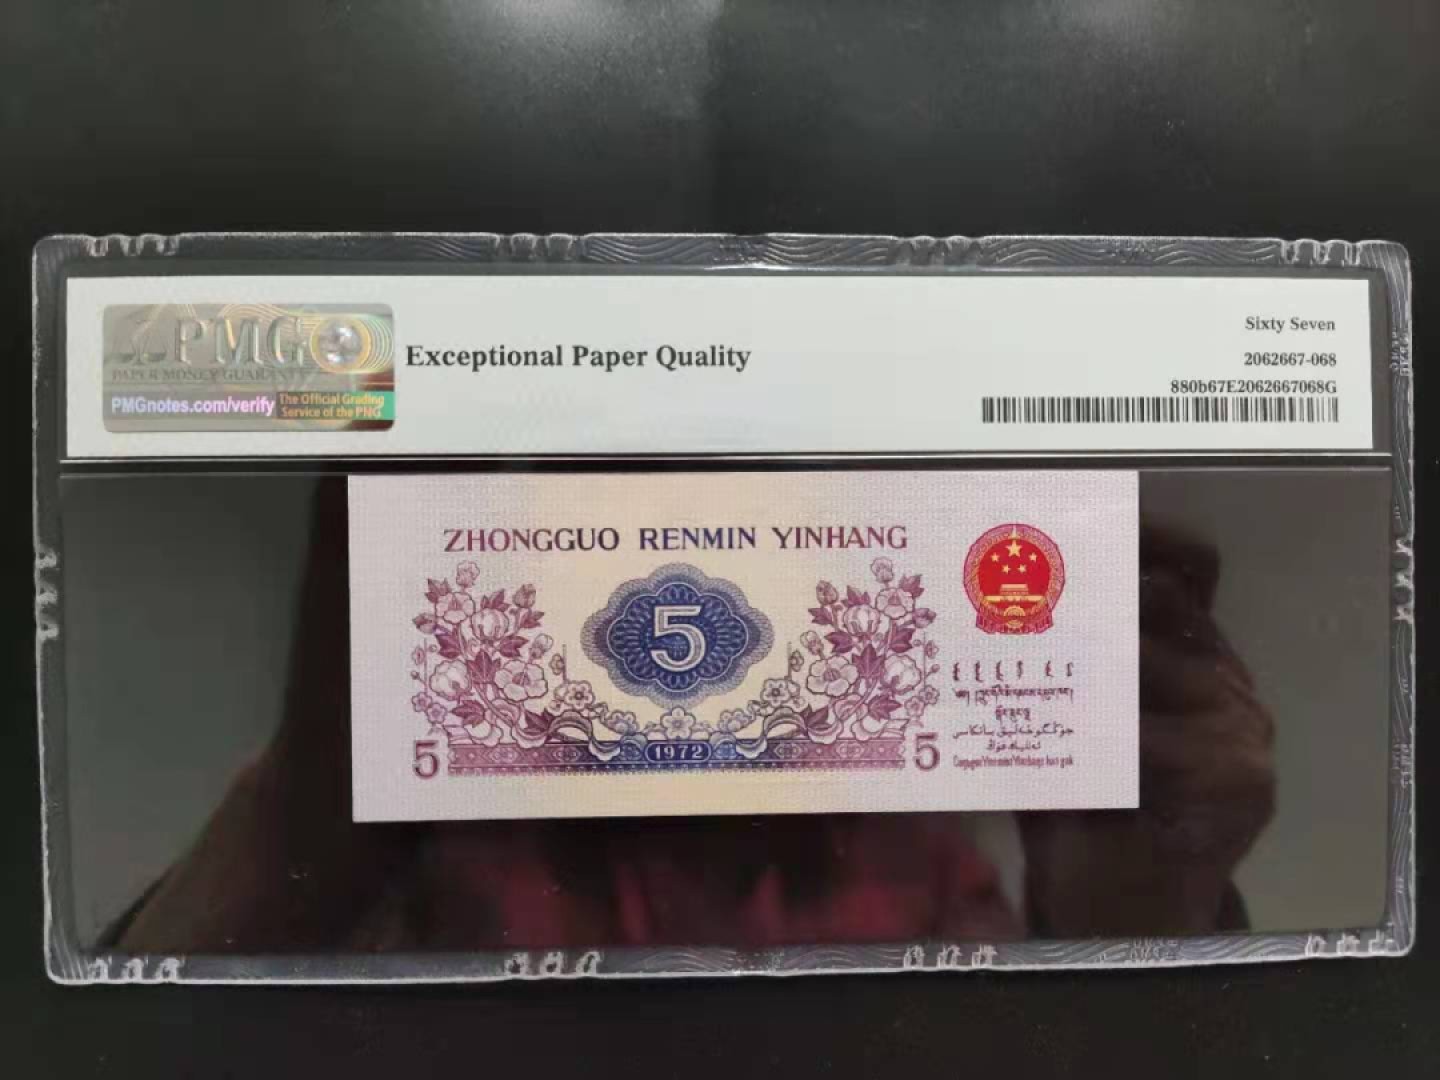 PMG
PAPER MONEY GUARANTY
PMGnotes.com/verify
The Official Grading
Service of the PNG
Exceptional Paper Quality
Sixty Seven
2062667-068
880b67E2062667068G
ZHONGGUO RENMIN YINHANG
5
5 1972 5